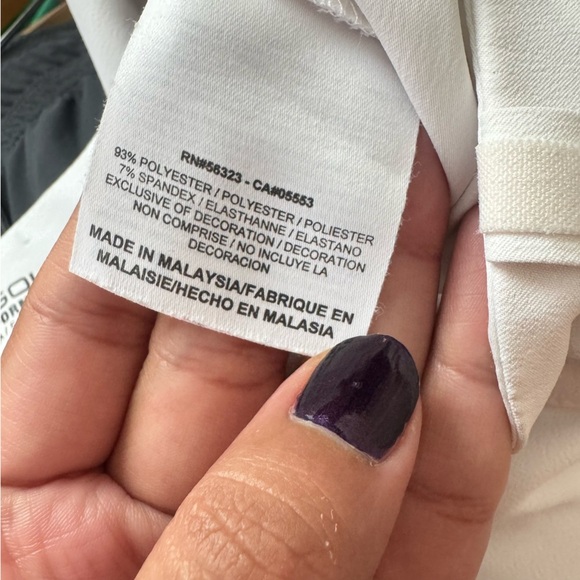 RN#56323 - CA#05553
93% POLYESTER / POLYESTER / POLIESTER
7% SPANDEX / ELASTHANNE / ELASTANO
EXCLUSIVE OF DECORATION / DECORATION
NON COMPRISE / NO INCLUYE LA
DECORACION
MADE IN MALAYSIA/FABRIQUE EN
MALAISIE/HECHO EN MALASIA